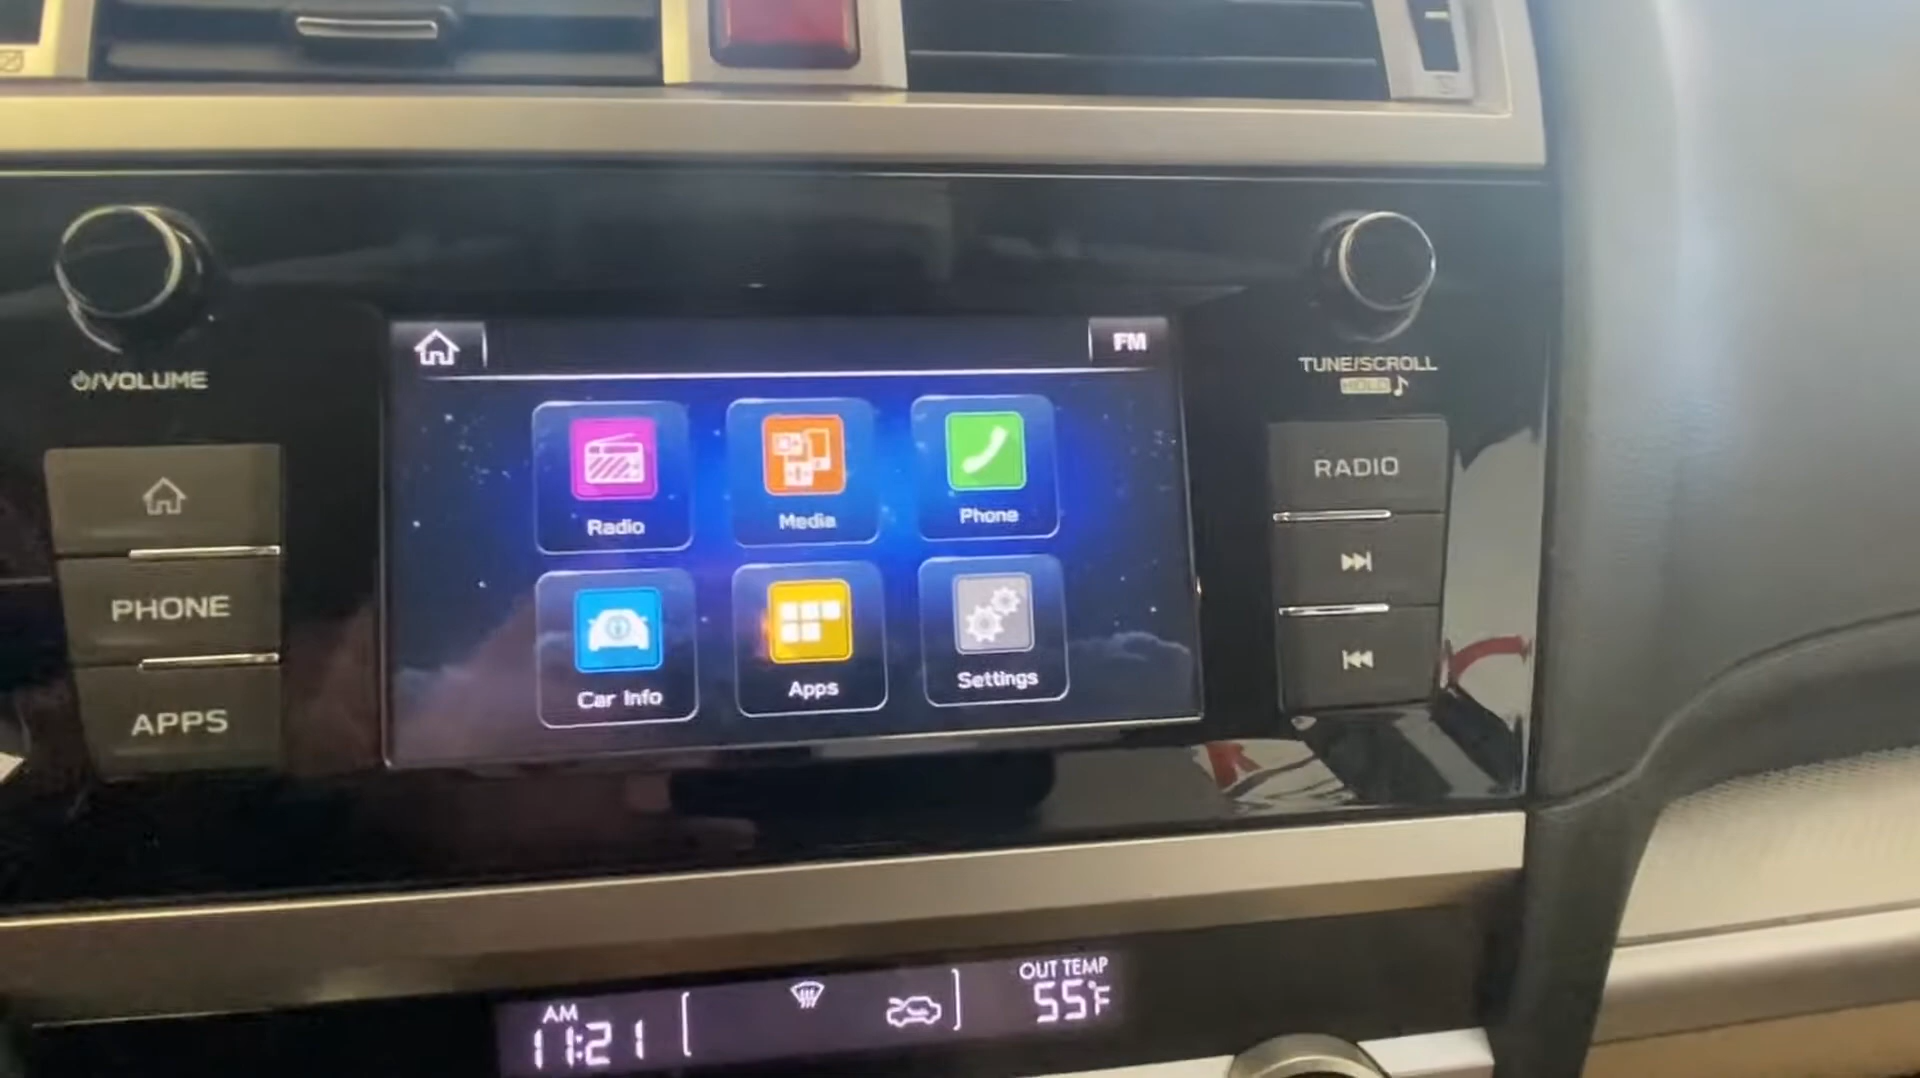 FM
⏻/VOLUME
TUNE/SCROLL
HOLD ♪
Radio
Media
Phone
RADIO
PHONE
Car Info
Apps
Settings
APPS
AM
11:21
OUT TEMP
55°F